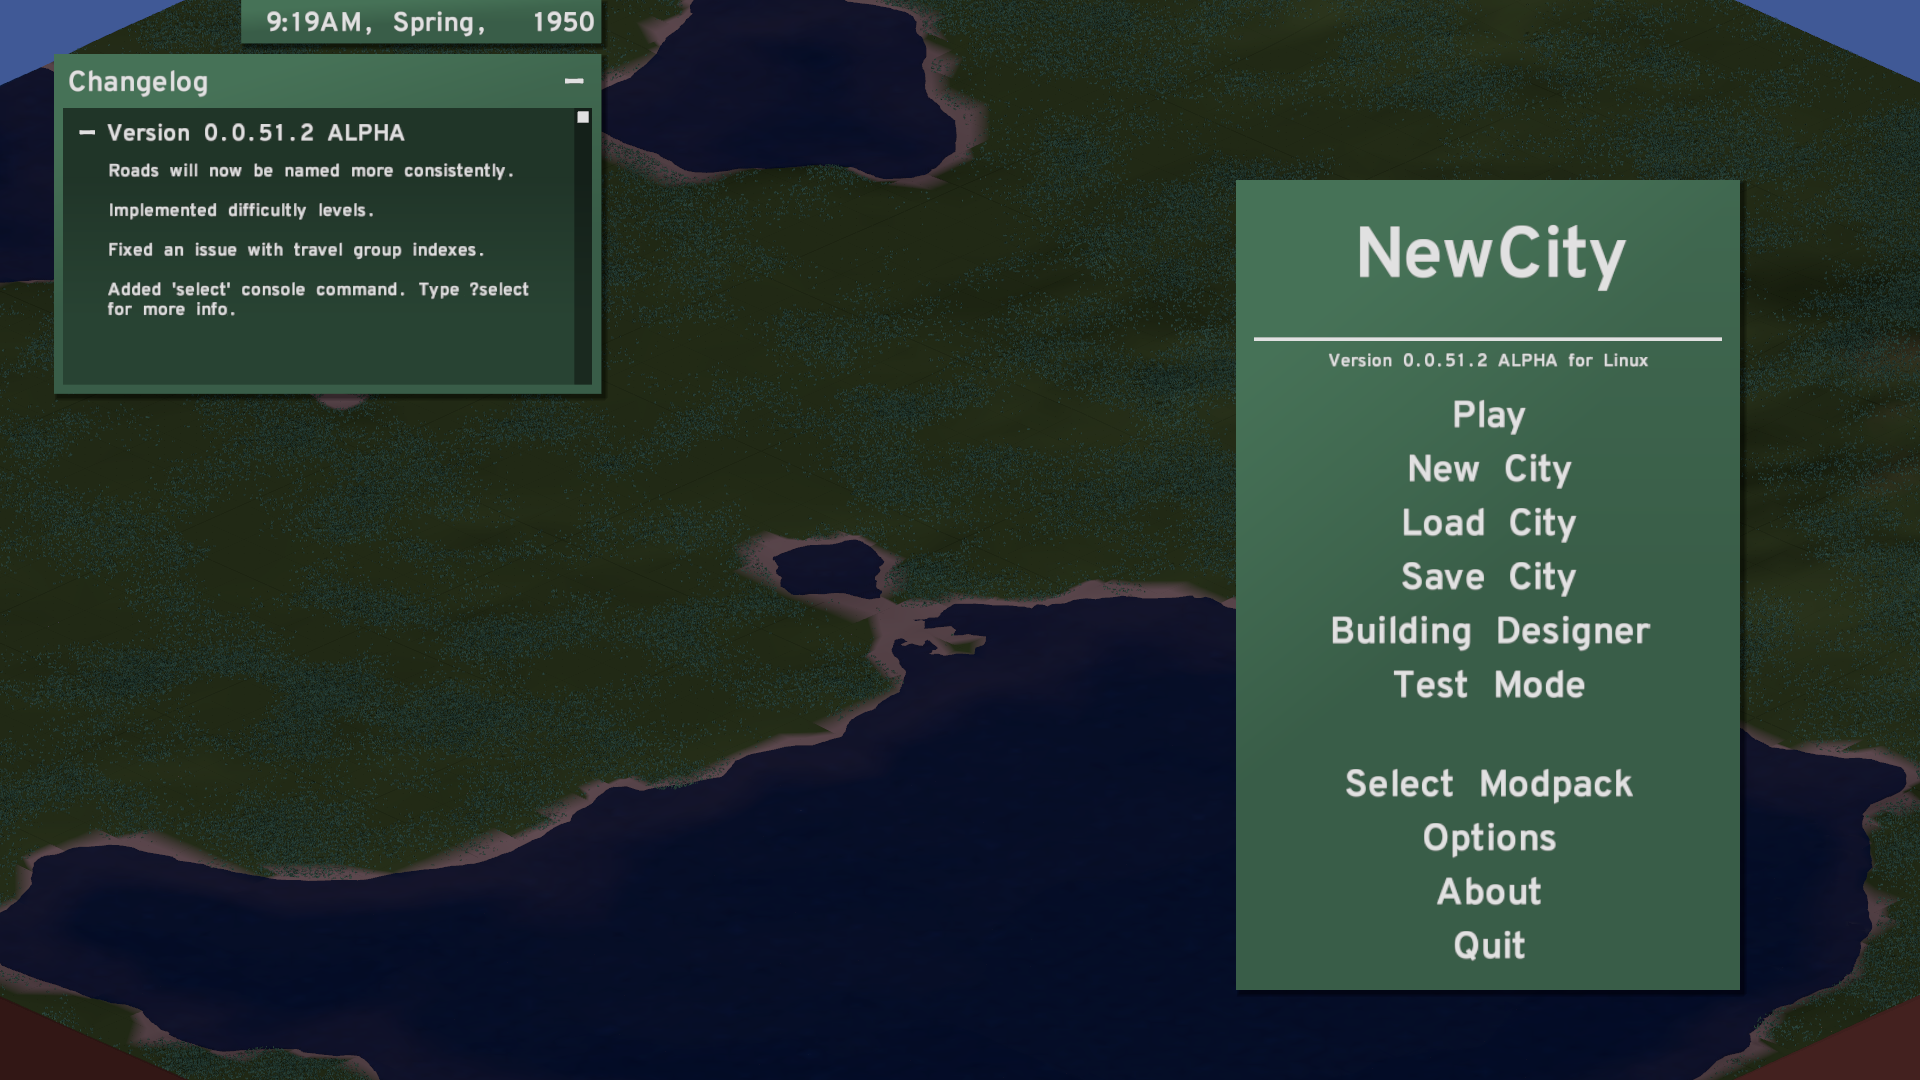 9:19AM, Spring, 1950
Changelog
Version 0.0.51.2 ALPHA
Roads will now be named more consistently.
Implemented difficultly levels.
Fixed an issue with travel group indexes.
Added 'select' console command. Type ?select
for more info.
NewCity
Version 0.0.51.2 ALPHA for Linux
Play
New City
Load City
Save City
Building Designer
Test Mode
Select Modpack
Options
About
Quit